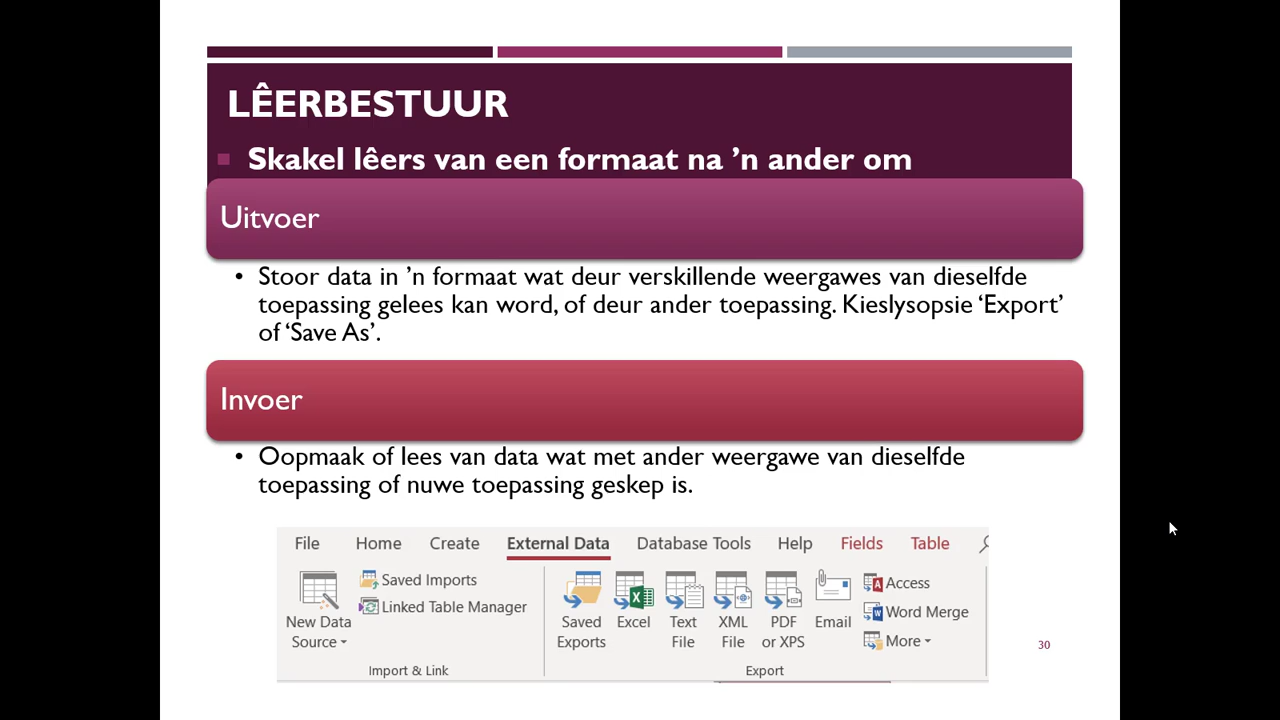 LÊERBESTUUR
Skakel lêers van een formaat na ’n ander om
Uitvoer
• Stoor data in ’n formaat wat deur verskillende weergawes van dieselfde
toepassing gelees kan word, of deur ander toepassing. Kieslysopsie ‘Export’
of ‘Save As’.
Invoer
• Oopmaak of lees van data wat met ander weergawe van dieselfde
toepassing of nuwe toepassing geskep is.
File Home Create External Data Database Tools Help Fields Table
Saved Imports
Linked Table Manager
New Data
Source
Import & Link
Saved
Exports
Excel
Text
File
XML
File
PDF
or XPS
Email
Access
Word Merge
More
Export
30